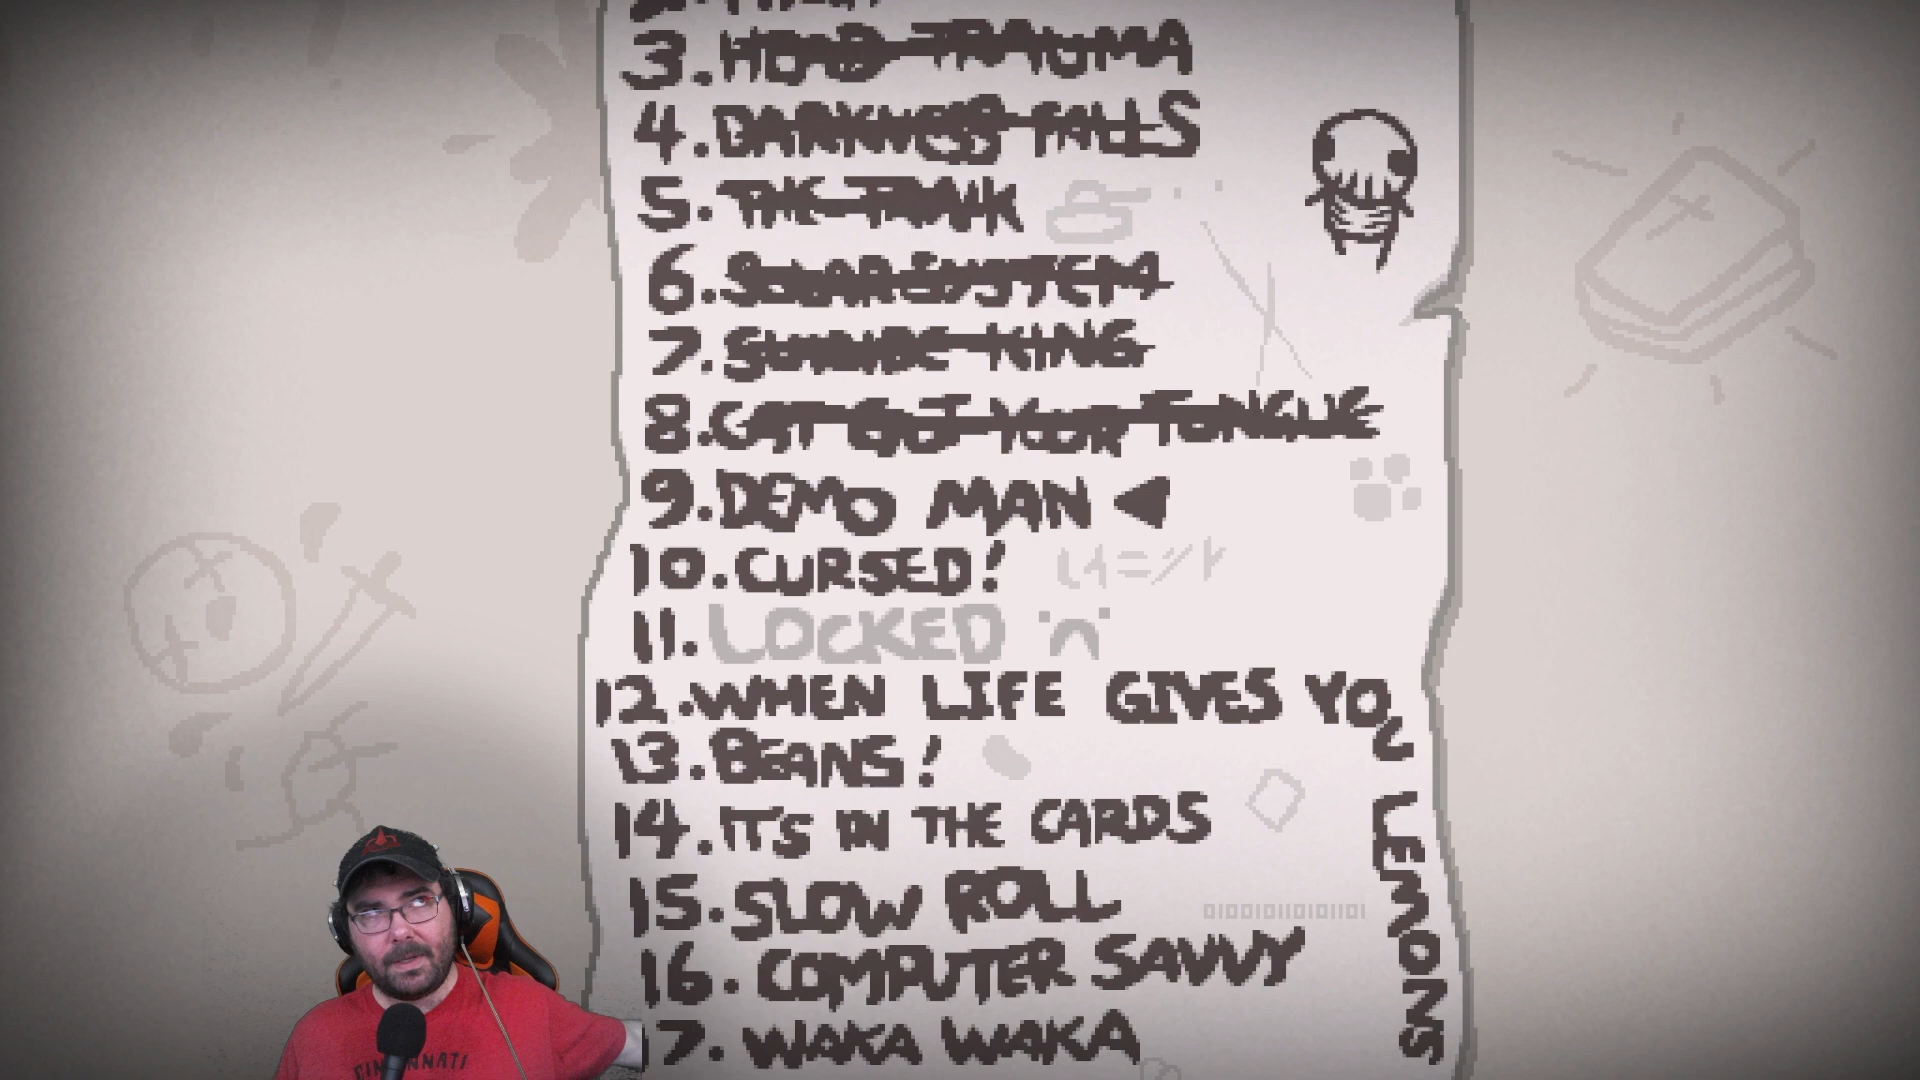 3. HEAD TRAUMA
4. DARKNESS FALLS
5. THE TANK
6. SOLAR SYSTEM
7. SUICIDE KING
8. CAT GOT YOUR TONGUE
9. DEMO MAN
10. CURSED!
11. LOCKED
12. WHEN LIFE GIVES YOU LEMONS
13. BEANS!
14. IT'S IN THE CARDS
15. SLOW ROLL
010010110101101
16. COMPUTER SAVVY
17. WAKA WAKA
CINCINNATI